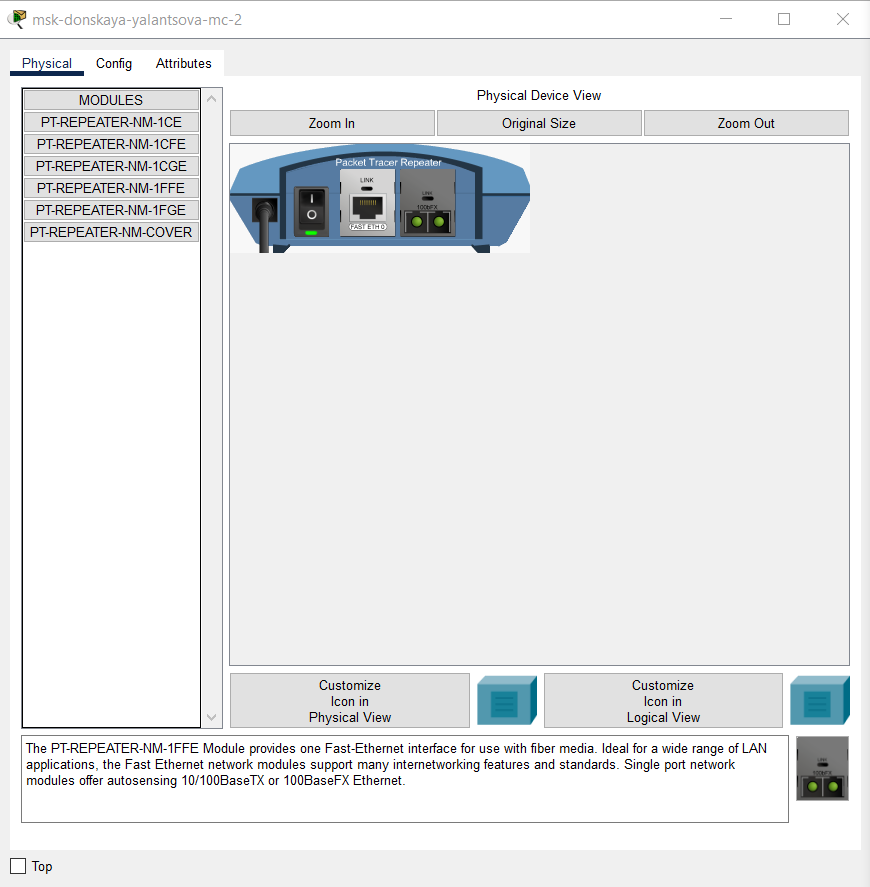 msk-donskaya-yalantsova-mc-2
Physical Config Attributes
MODULES
PT-REPEATER-NM-1CE
PT-REPEATER-NM-1CFE
PT-REPEATER-NM-1CGE
PT-REPEATER-NM-1FFE
PT-REPEATER-NM-1FGE
PT-REPEATER-NM-COVER
Physical Device View
Zoom In
Original Size
Zoom Out
Packet Tracer Repeater
LINK
FAST ETH 0
LINK
100bFX
Customize
Icon in
Physical View
Customize
Icon in
Logical View
The PT-REPEATER-NM-1FFE Module provides one Fast-Ethernet interface for use with fiber media. Ideal for a wide range of LAN
applications, the Fast Ethernet network modules support many internetworking features and standards. Single port network
modules offer autosensing 10/100BaseTX or 100BaseFX Ethernet.
LINK
100bFX
Top